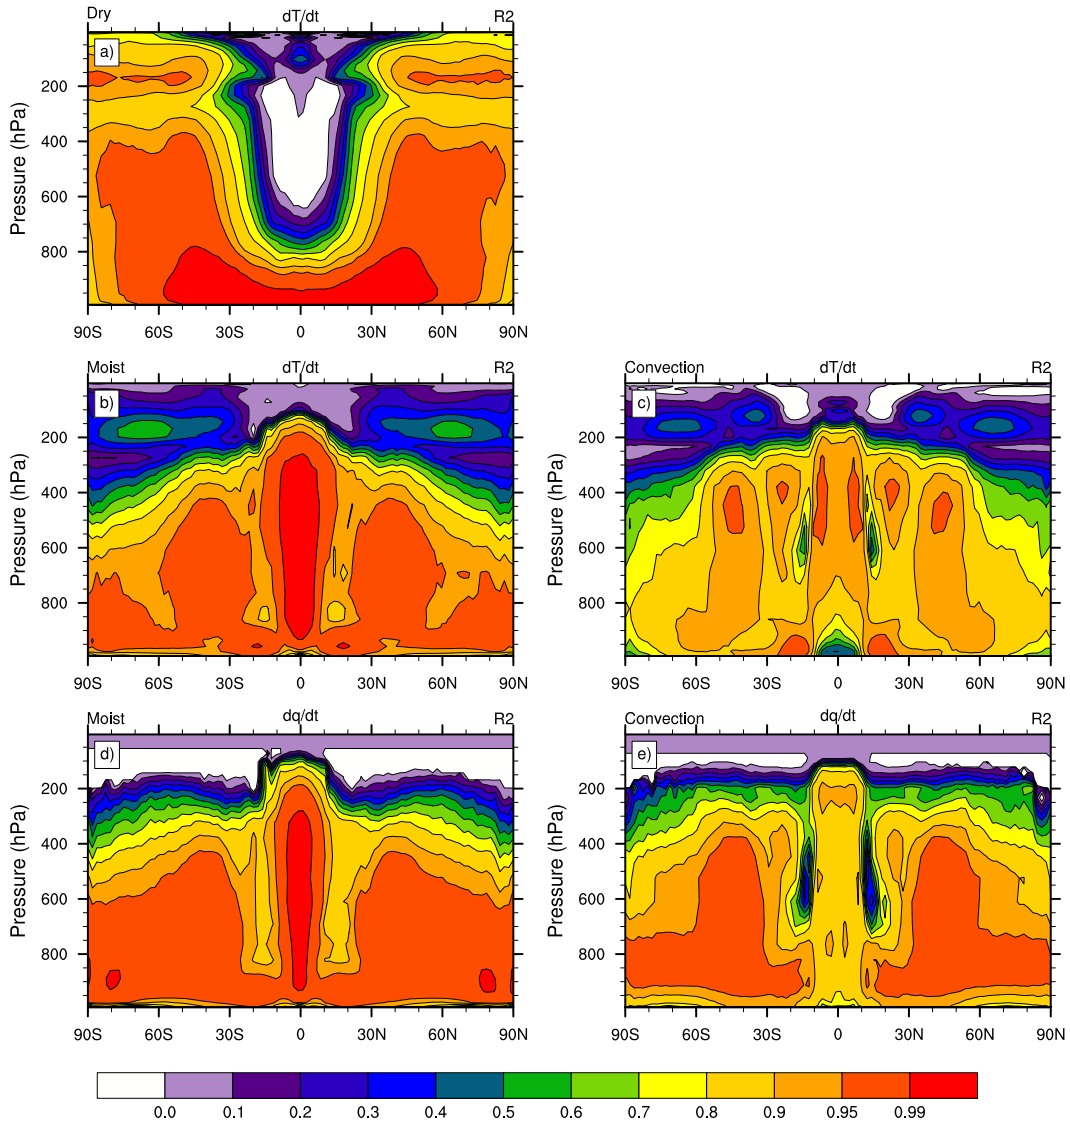 Dry dT/dt R2
a)
Pressure (hPa)
200
400
600
800
90S 60S 30S 0 30N 60N 90N
Moist dT/dt R2
b)
Pressure (hPa)
200
400
600
800
90S 60S 30S 0 30N 60N 90N
Convection dT/dt R2
c)
Pressure (hPa)
200
400
600
800
90S 60S 30S 0 30N 60N 90N
Moist dq/dt R2
d)
Pressure (hPa)
200
400
600
800
90S 60S 30S 0 30N 60N 90N
Convection dq/dt R2
e)
Pressure (hPa)
200
400
600
800
90S 60S 30S 0 30N 60N 90N
0.0 0.1 0.2 0.3 0.4 0.5 0.6 0.7 0.8 0.9 0.95 0.99